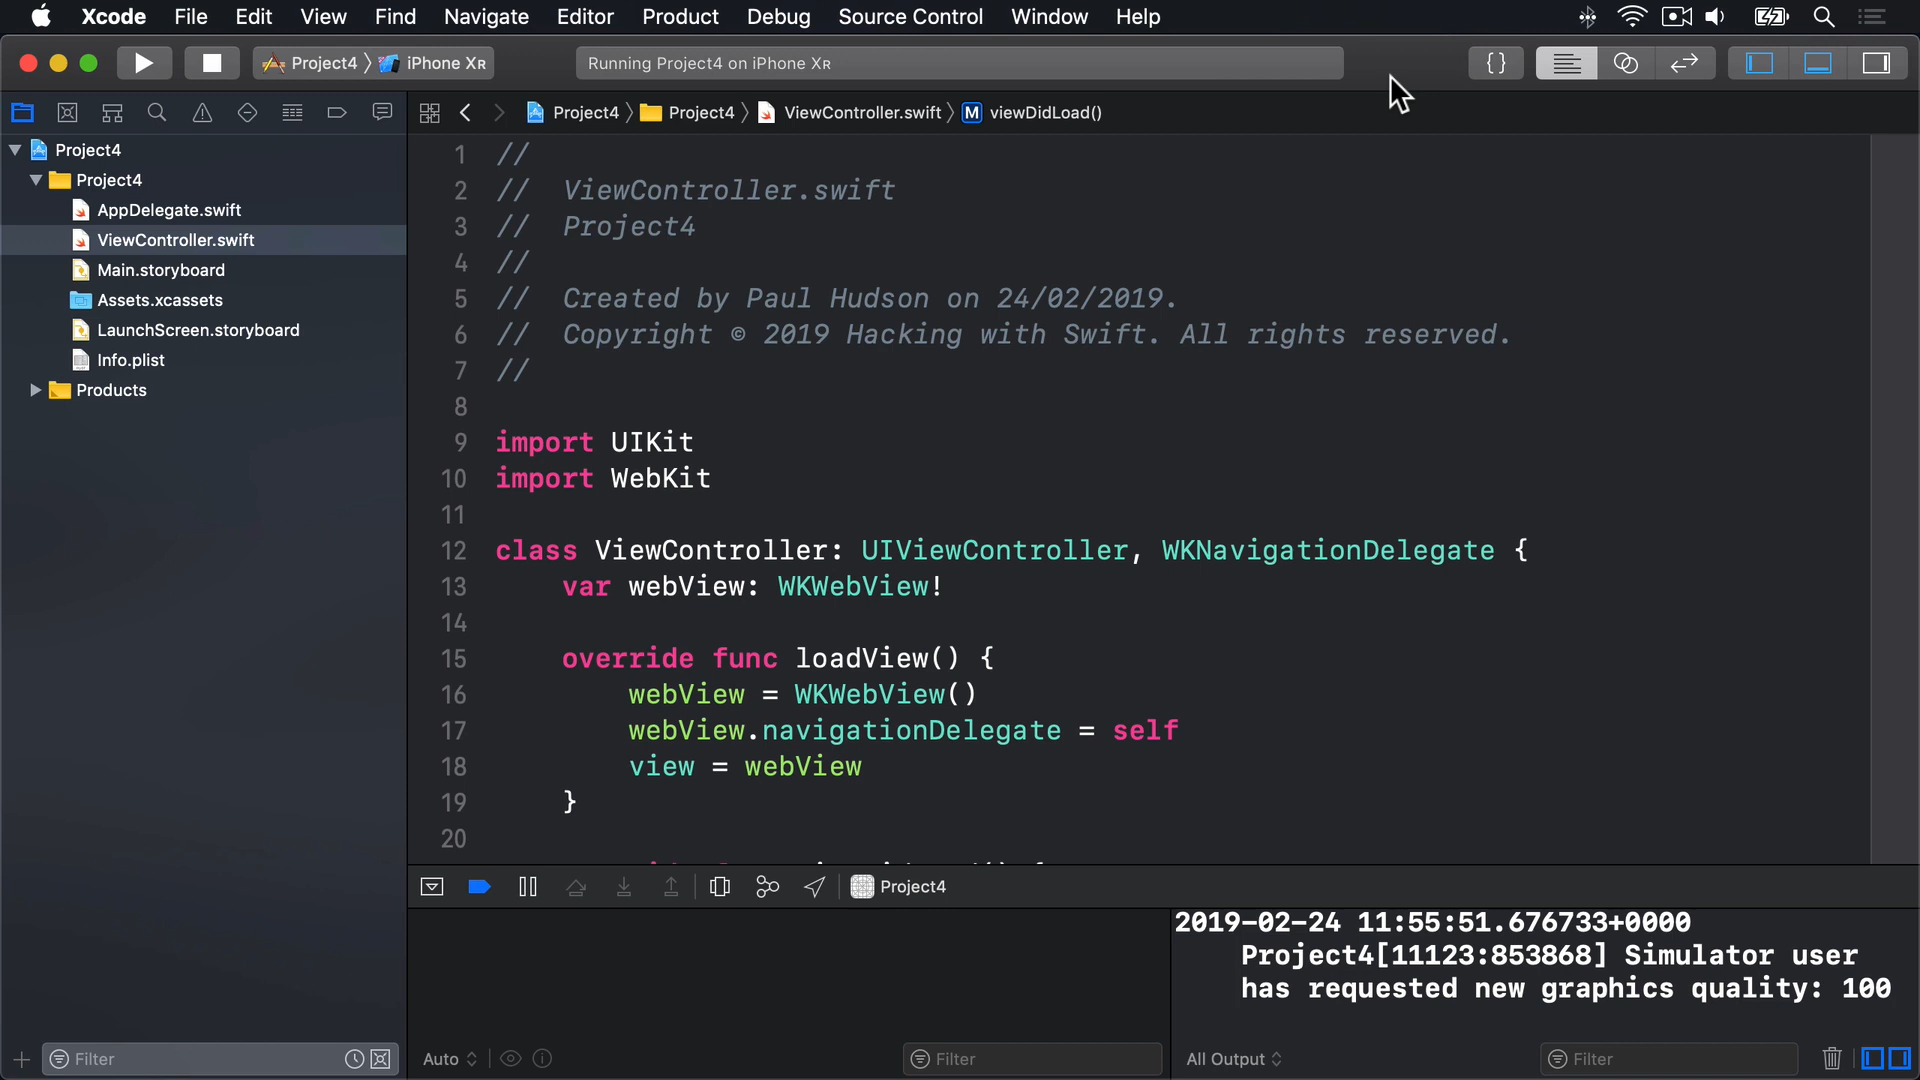 Xcode File Edit View Find Navigate Editor Product Debug Source Control Window Help
Project4 iPhone XR Running Project4 on iPhone XR {}
Project4 Project4 ViewController.swift M viewDidLoad()
Project4
Project4
AppDelegate.swift
ViewController.swift
Main.storyboard
Assets.xcassets
LaunchScreen.storyboard
Info.plist
Products
1 //
2 // ViewController.swift
3 // Project4
4 //
5 // Created by Paul Hudson on 24/02/2019.
6 // Copyright © 2019 Hacking with Swift. All rights reserved.
7 //
8
9 import UIKit
10 import WebKit
11
12 class ViewController: UIViewController, WKNavigationDelegate {
13 var webView: WKWebView!
14
15 override func loadView() {
16 webView = WKWebView()
17 webView.navigationDelegate = self
18 view = webView
19 }
20
Project4
2019-02-24 11:55:51.676733+0000
Project4[11123:853868] Simulator user
has requested new graphics quality: 100
Filter Auto Filter All Output Filter